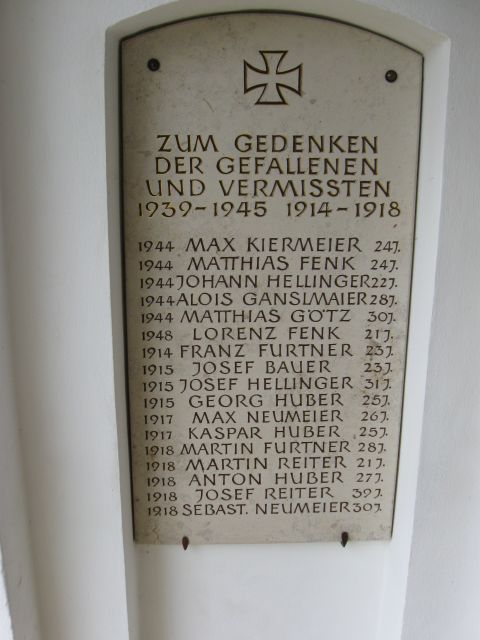 ZUM GEDENKEN
DER GEFALLENEN
UND VERMISSTEN
1939-1945 1914-1918
1944 MAX KIERMEIER 24J.
1944 MATTHIAS FENK 24J.
1944 JOHANN HELLINGER 22J.
1944 ALOIS GANSLMAIER 28J.
1944 MATTHIAS GÖTZ 30J.
1948 LORENZ FENK 21J.
1914 FRANZ FURTNER 23J.
1915 JOSEF BAUER 23J.
1915 JOSEF HELLINGER 31J.
1915 GEORG HUBER 25J.
1917 MAX NEUMEIER 26J.
1917 KASPAR HUBER 25J.
1918 MARTIN FURTNER 28J.
1918 MARTIN REITER 21J.
1918 ANTON HUBER 27J.
1918 JOSEF REITER 39J.
1918 SEBAST. NEUMEIER 30J.